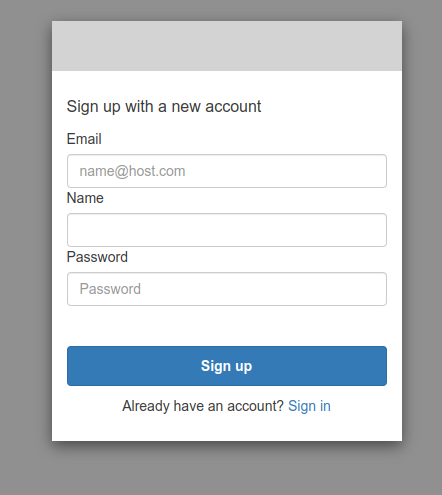 Sign up with a new account
Email
name@host.com
Name
Password
Password
Sign up
Already have an account? Sign in